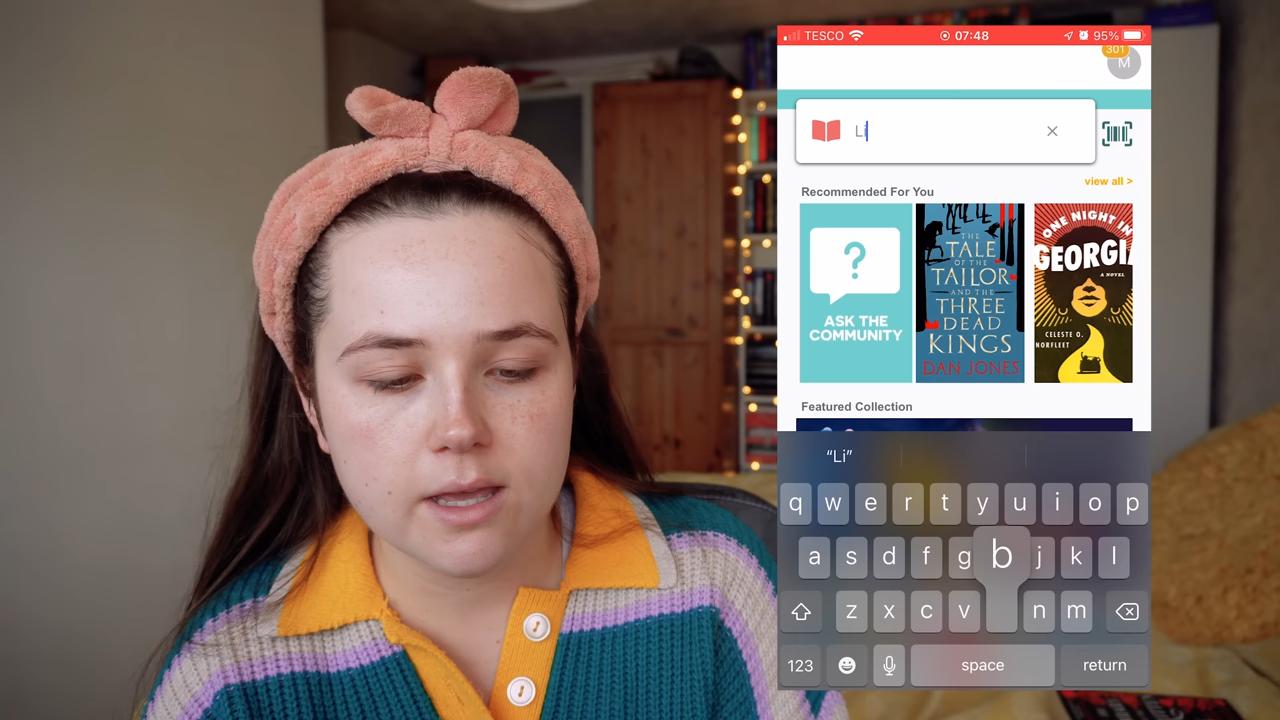 TESCO 07:48 95%
301
M
Li
view all >
Recommended For You
?
ASK THE
COMMUNITY
THE
TALE
OF THE
TAILOR
AND THE
THREE
DEAD
KINGS
DAN JONES
ONE NIGHT IN
GEORGI
A NOVEL
CELESTE O.
NORFLEET
Featured Collection
“Li”
q w e r t y u i o p
a s d f g b j k l
z x c v n m
123 space return